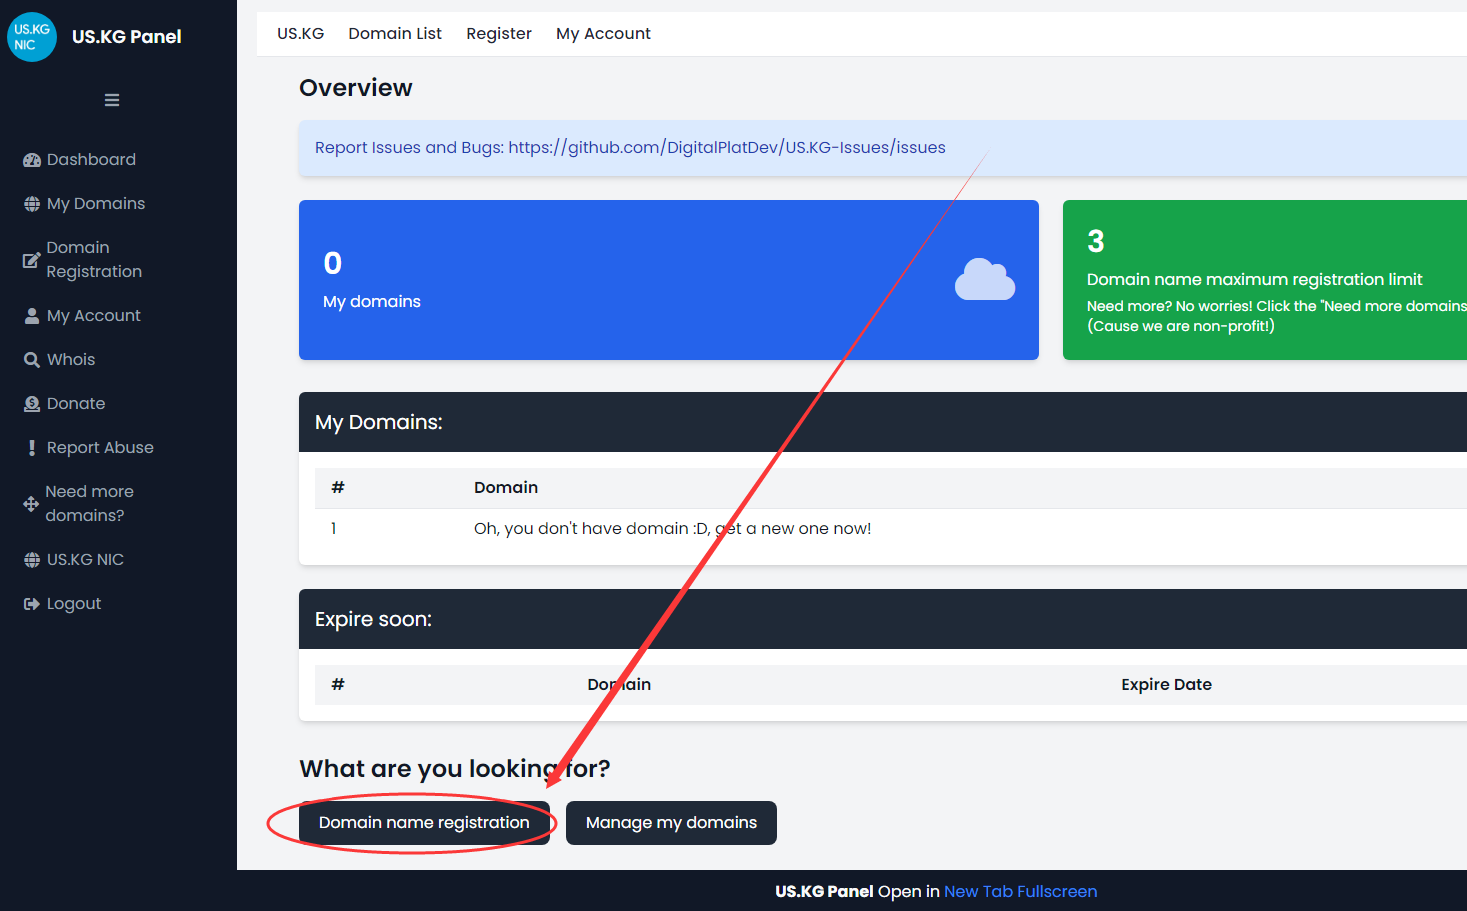 US.KG
NIC
US.KG Panel
Dashboard
My Domains
Domain
Registration
My Account
Whois
Donate
Report Abuse
Need more
domains?
US.KG NIC
Logout
US.KG Domain List Register My Account
Overview
Report Issues and Bugs: https://github.com/DigitalPlatDev/US.KG-Issues/issues
0
My domains
3
Domain name maximum registration limit
Need more? No worries! Click the "Need more domains
(Cause we are non-profit!)
My Domains:
# Domain
1 Oh, you don't have domain :D, get a new one now!
Expire soon:
# Domain Expire Date
What are you looking for?
Domain name registration Manage my domains
US.KG Panel Open in New Tab Fullscreen